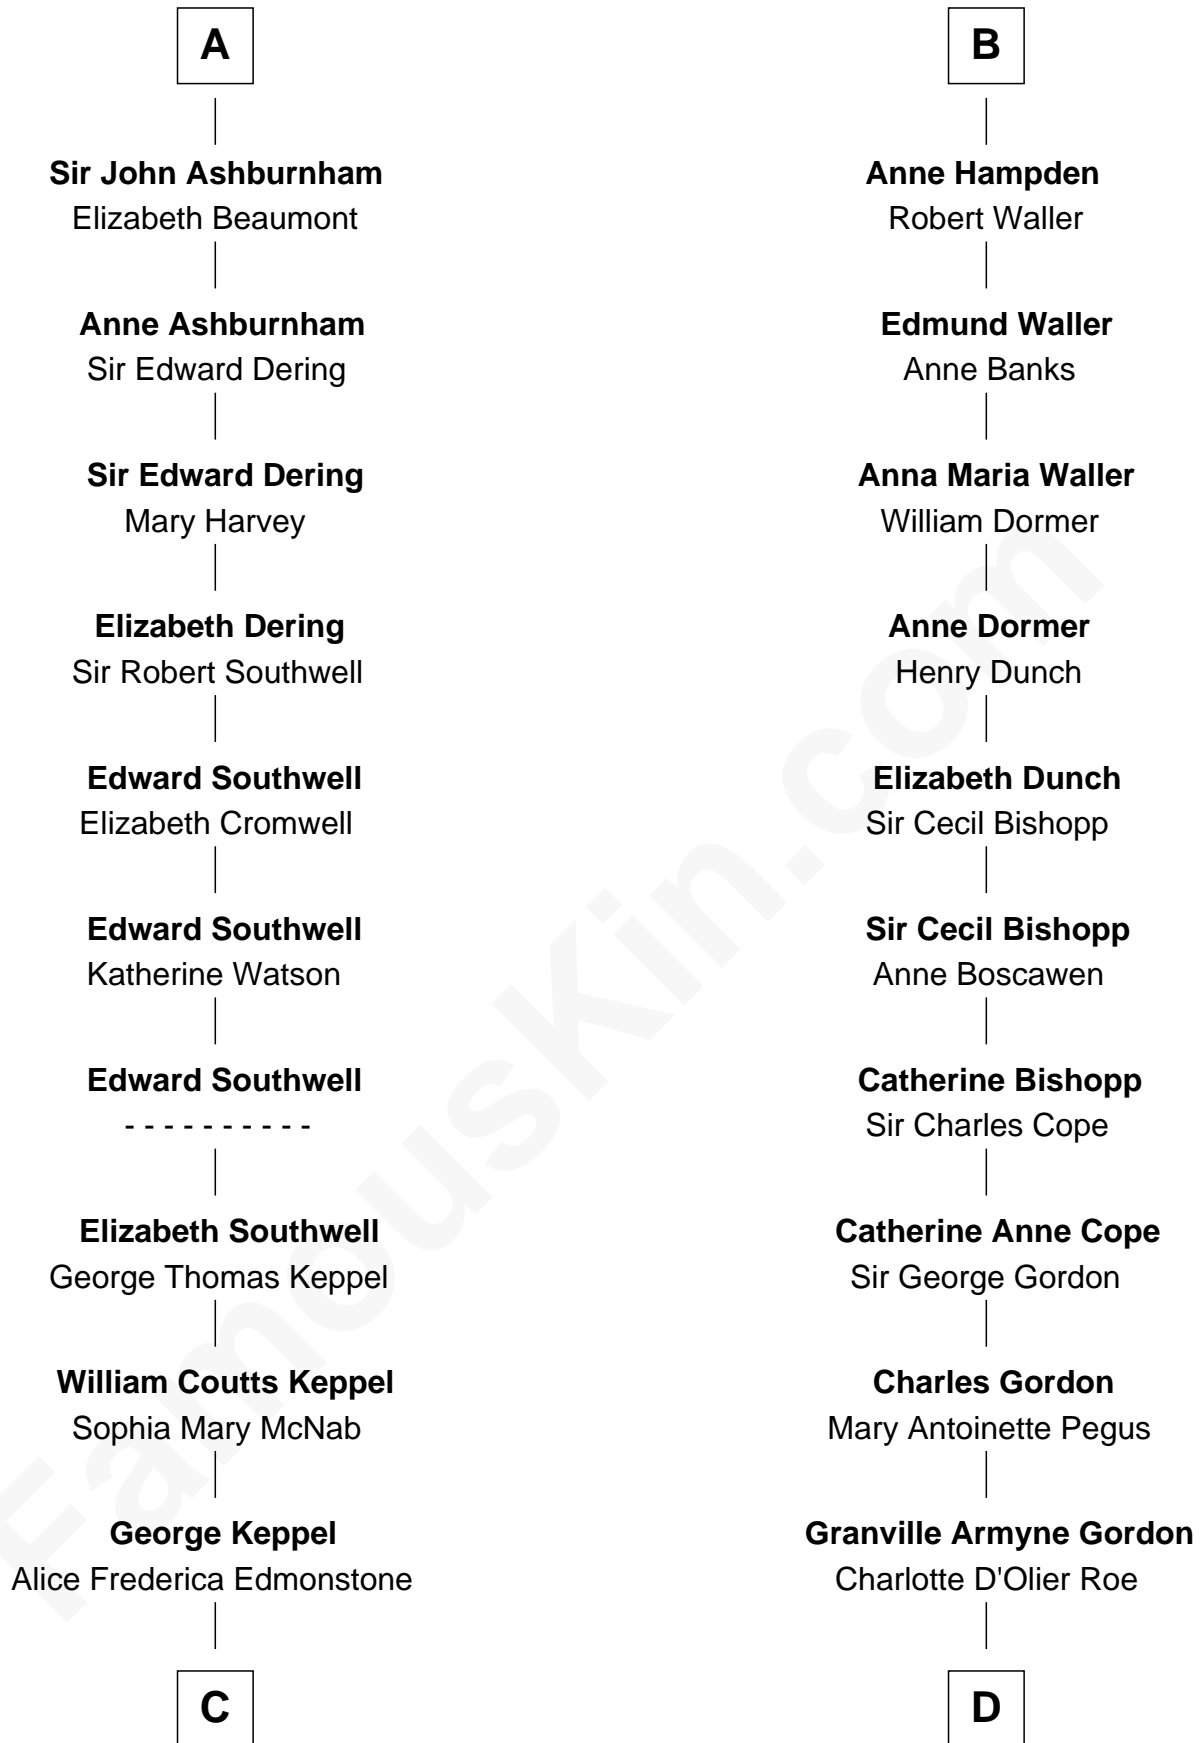 A
Sir John Ashburnham
Elizabeth Beaumont
Anne Ashburnham
Sir Edward Dering
Sir Edward Dering
Mary Harvey
Elizabeth Dering
Sir Robert Southwell
Edward Southwell
Elizabeth Cromwell
Edward Southwell
Katherine Watson
Edward Southwell
- - - - - - - - - -
Elizabeth Southwell
George Thomas Keppel
William Coutts Keppel
Sophia Mary McNab
George Keppel
Alice Frederica Edmonstone
C
B
Anne Hampden
Robert Waller
Edmund Waller
Anne Banks
Anna Maria Waller
William Dormer
Anne Dormer
Henry Dunch
Elizabeth Dunch
Sir Cecil Bishopp
Sir Cecil Bishopp
Anne Boscawen
Catherine Bishopp
Sir Charles Cope
Catherine Anne Cope
Sir George Gordon
Charles Gordon
Mary Antoinette Pegus
Granville Armyne Gordon
Charlotte D'Olier Roe
D
FamousKin.com